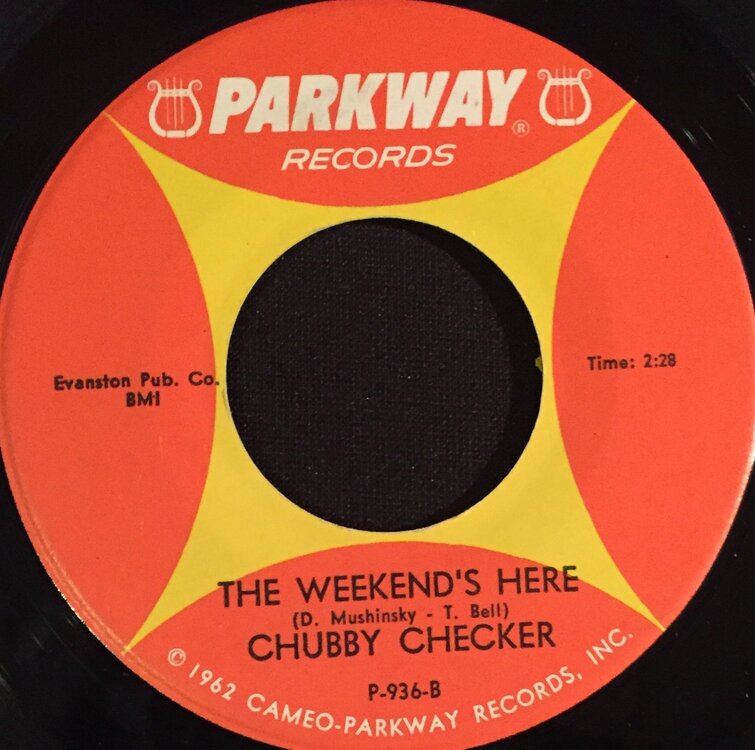 PARKWAY ®
RECORDS
Evanston Pub. Co.
BMI
Time: 2:28
THE WEEKEND'S HERE
(D. Mushinsky - T. Bell)
CHUBBY CHECKER
P-936-B
© 1962 CAMEO-PARKWAY RECORDS, INC.